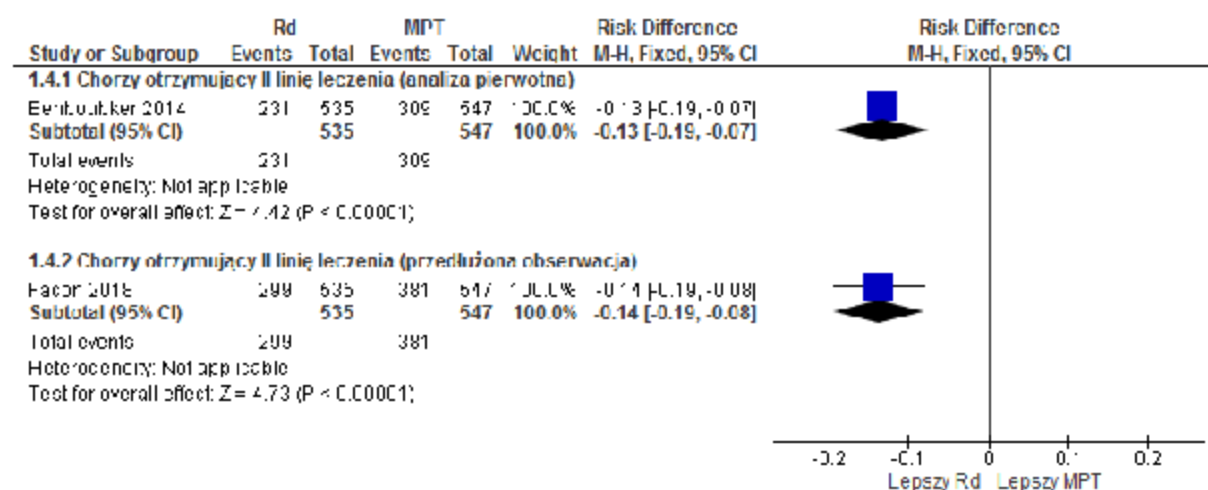 Rd MPT Risk Difference Risk Difference
Study or Subgroup Events Total Events Total Weight M-H, Fixed, 95% CI M-H, Fixed, 95% CI
1.4.1 Chorzy otrzymujący II linię leczenia (analiza pierwotna)
2014 231 535 309 547 100.0% -0.13 [-0.19, -0.07]
Subtotal (95% CI) 535 547 100.0% -0.13 [-0.19, -0.07]
Total events 231 309
Heterogeneity: Not applicable
Test for overall effect: Z = 4.42 (P < 0.00001)
1.4.2 Chorzy otrzymujący II linię leczenia (przedłużona obserwacja)
Facon 2018 299 535 381 547 100.0% -0.14 [-0.19, -0.08]
Subtotal (95% CI) 535 547 100.0% -0.14 [-0.19, -0.08]
Total events 299 381
Heterogeneity: Not applicable
Test for overall effect: Z = 4.73 (P < 0.00001)
-0.2 -0.1 0 0.1 0.2
Lepszy Rd Lepszy MPT